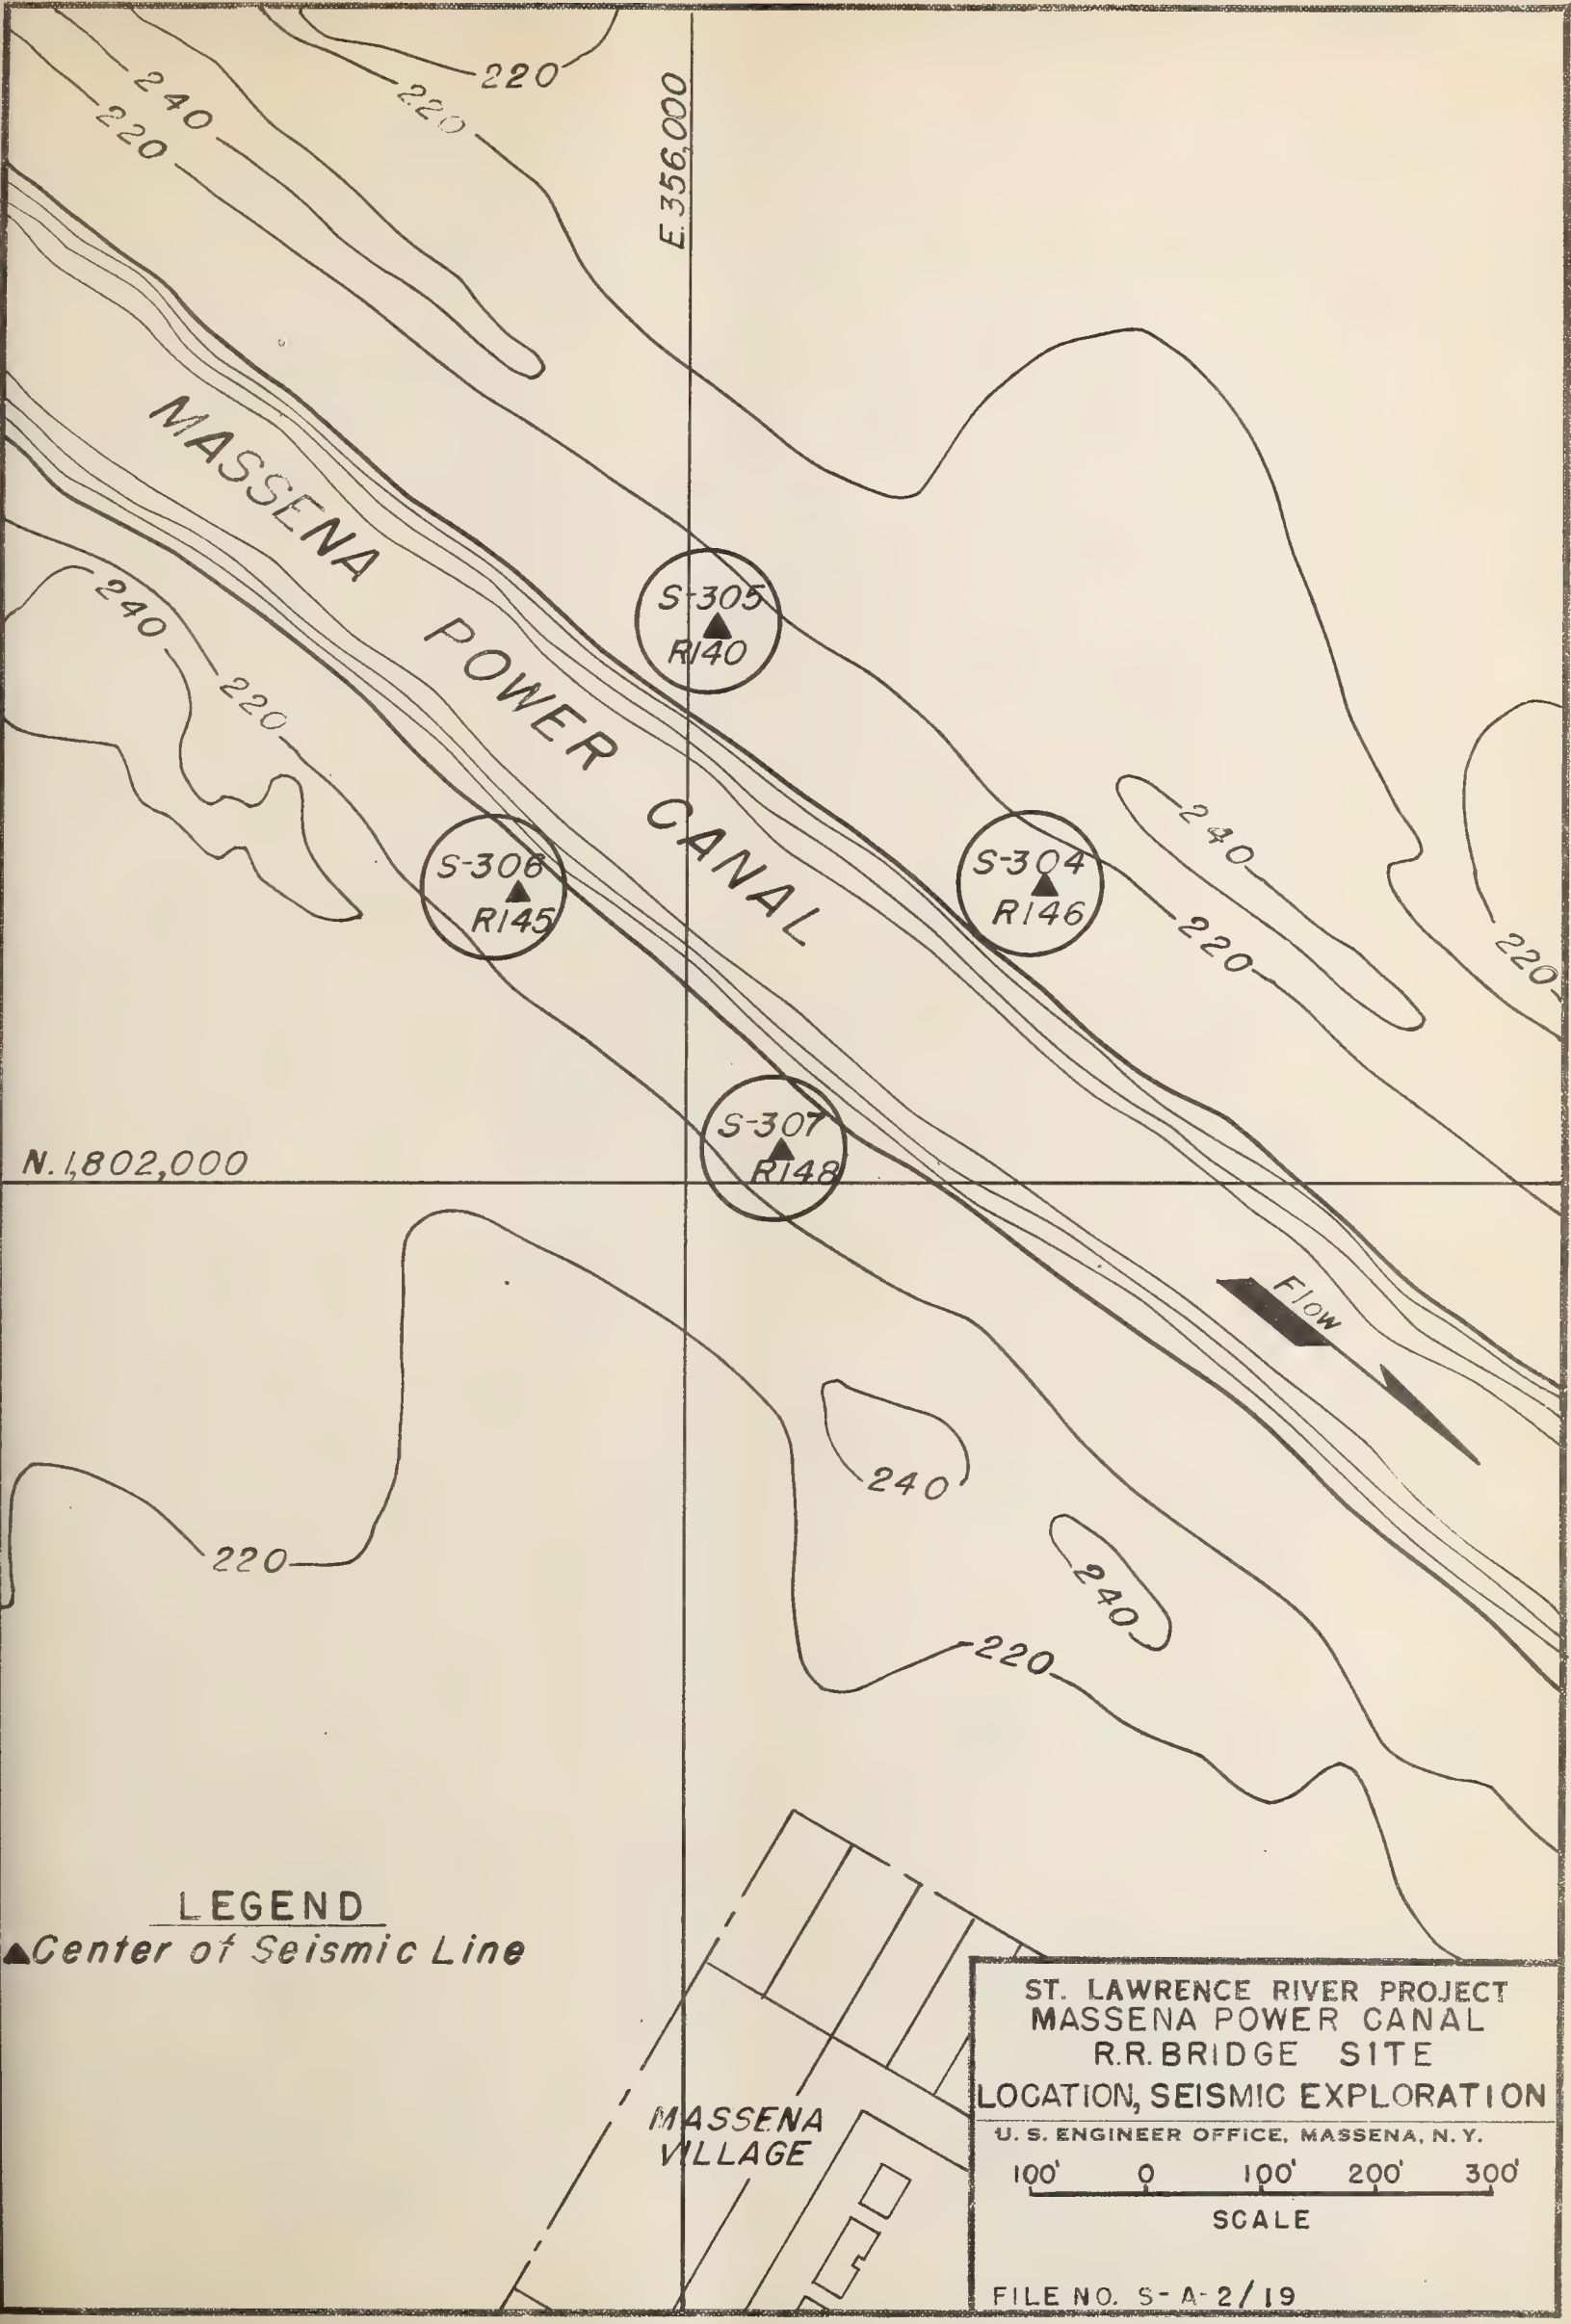 220
240
220
220
E. 356,000
MASSENA POWER CANAL
S-305
R140
240
220
240
S-306
R145
S-304
R146
220
220
S-307
R148
N. 1,802,000
Flow
240
220
240
220
LEGEND
▲Center of Seismic Line
MASSENA
VILLAGE
ST. LAWRENCE RIVER PROJECT
MASSENA POWER CANAL
R.R. BRIDGE SITE
LOCATION, SEISMIC EXPLORATION
U. S. ENGINEER OFFICE, MASSENA, N. Y.
100' 0 100' 200' 300'
SCALE
FILE NO. S-A-2/19